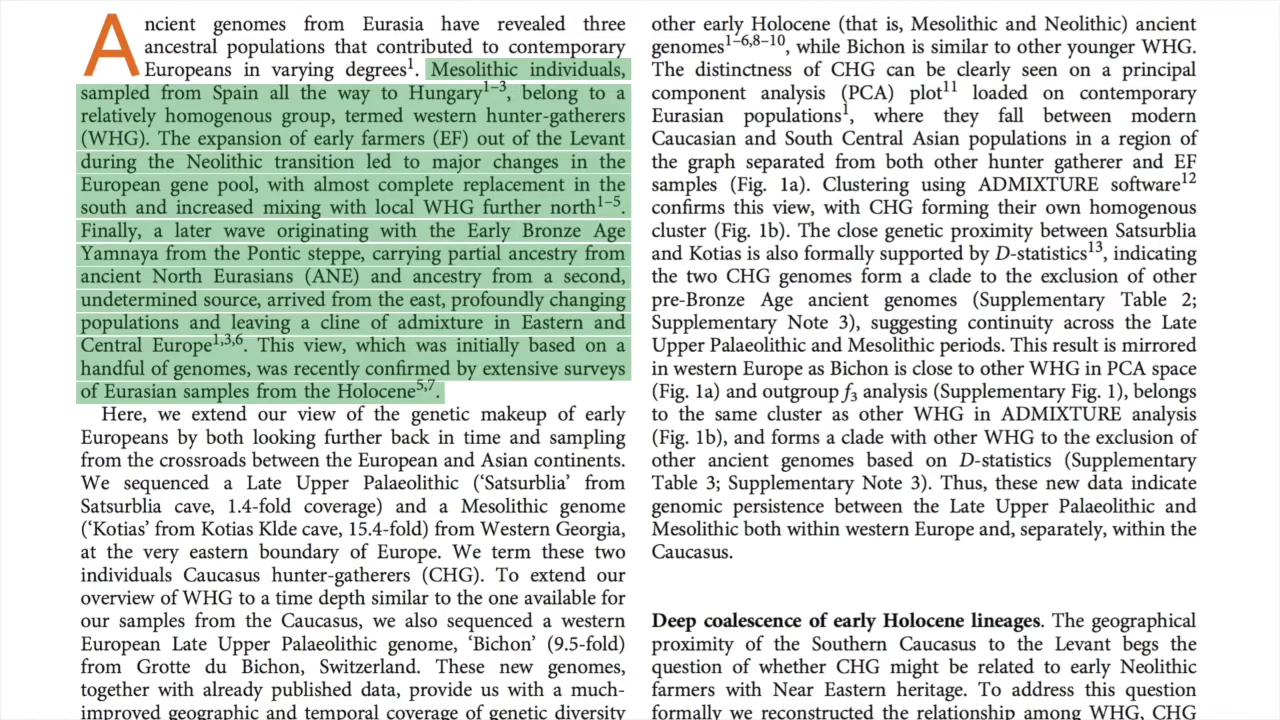 Ancient genomes from Eurasia have revealed three
ancestral populations that contributed to contemporary
Europeans in varying degrees1. Mesolithic individuals,
sampled from Spain all the way to Hungary1–3, belong to a
relatively homogenous group, termed western hunter-gatherers
(WHG). The expansion of early farmers (EF) out of the Levant
during the Neolithic transition led to major changes in the
European gene pool, with almost complete replacement in the
south and increased mixing with local WHG further north1–5.
Finally, a later wave originating with the Early Bronze Age
Yamnaya from the Pontic steppe, carrying partial ancestry from
ancient North Eurasians (ANE) and ancestry from a second,
undetermined source, arrived from the east, profoundly changing
populations and leaving a cline of admixture in Eastern and
Central Europe1,3,6. This view, which was initially based on a
handful of genomes, was recently confirmed by extensive surveys
of Eurasian samples from the Holocene5,7.
Here, we extend our view of the genetic makeup of early
Europeans by both looking further back in time and sampling
from the crossroads between the European and Asian continents.
We sequenced a Late Upper Palaeolithic (‘Satsurblia’ from
Satsurblia cave, 1.4-fold coverage) and a Mesolithic genome
(‘Kotias’ from Kotias Klde cave, 15.4-fold) from Western Georgia,
at the very eastern boundary of Europe. We term these two
individuals Caucasus hunter-gatherers (CHG). To extend our
overview of WHG to a time depth similar to the one available for
our samples from the Caucasus, we also sequenced a western
European Late Upper Palaeolithic genome, ‘Bichon’ (9.5-fold)
from Grotte du Bichon, Switzerland. These new genomes,
together with already published data, provide us with a much-
improved geographic and temporal coverage of genetic diversity
other early Holocene (that is, Mesolithic and Neolithic) ancient
genomes1–6,8–10, while Bichon is similar to other younger WHG.
The distinctness of CHG can be clearly seen on a principal
component analysis (PCA) plot11 loaded on contemporary
Eurasian populations1, where they fall between modern
Caucasian and South Central Asian populations in a region of
the graph separated from both other hunter gatherer and EF
samples (Fig. 1a). Clustering using ADMIXTURE software12
confirms this view, with CHG forming their own homogenous
cluster (Fig. 1b). The close genetic proximity between Satsurblia
and Kotias is also formally supported by D-statistics13, indicating
the two CHG genomes form a clade to the exclusion of other
pre-Bronze Age ancient genomes (Supplementary Table 2;
Supplementary Note 3), suggesting continuity across the Late
Upper Palaeolithic and Mesolithic periods. This result is mirrored
in western Europe as Bichon is close to other WHG in PCA space
(Fig. 1a) and outgroup f3 analysis (Supplementary Fig. 1), belongs
to the same cluster as other WHG in ADMIXTURE analysis
(Fig. 1b), and forms a clade with other WHG to the exclusion of
other ancient genomes based on D-statistics (Supplementary
Table 3; Supplementary Note 3). Thus, these new data indicate
genomic persistence between the Late Upper Palaeolithic and
Mesolithic both within western Europe and, separately, within the
Caucasus.
Deep coalescence of early Holocene lineages. The geographical
proximity of the Southern Caucasus to the Levant begs the
question of whether CHG might be related to early Neolithic
farmers with Near Eastern heritage. To address this question
formally we reconstructed the relationship among WHG, CHG